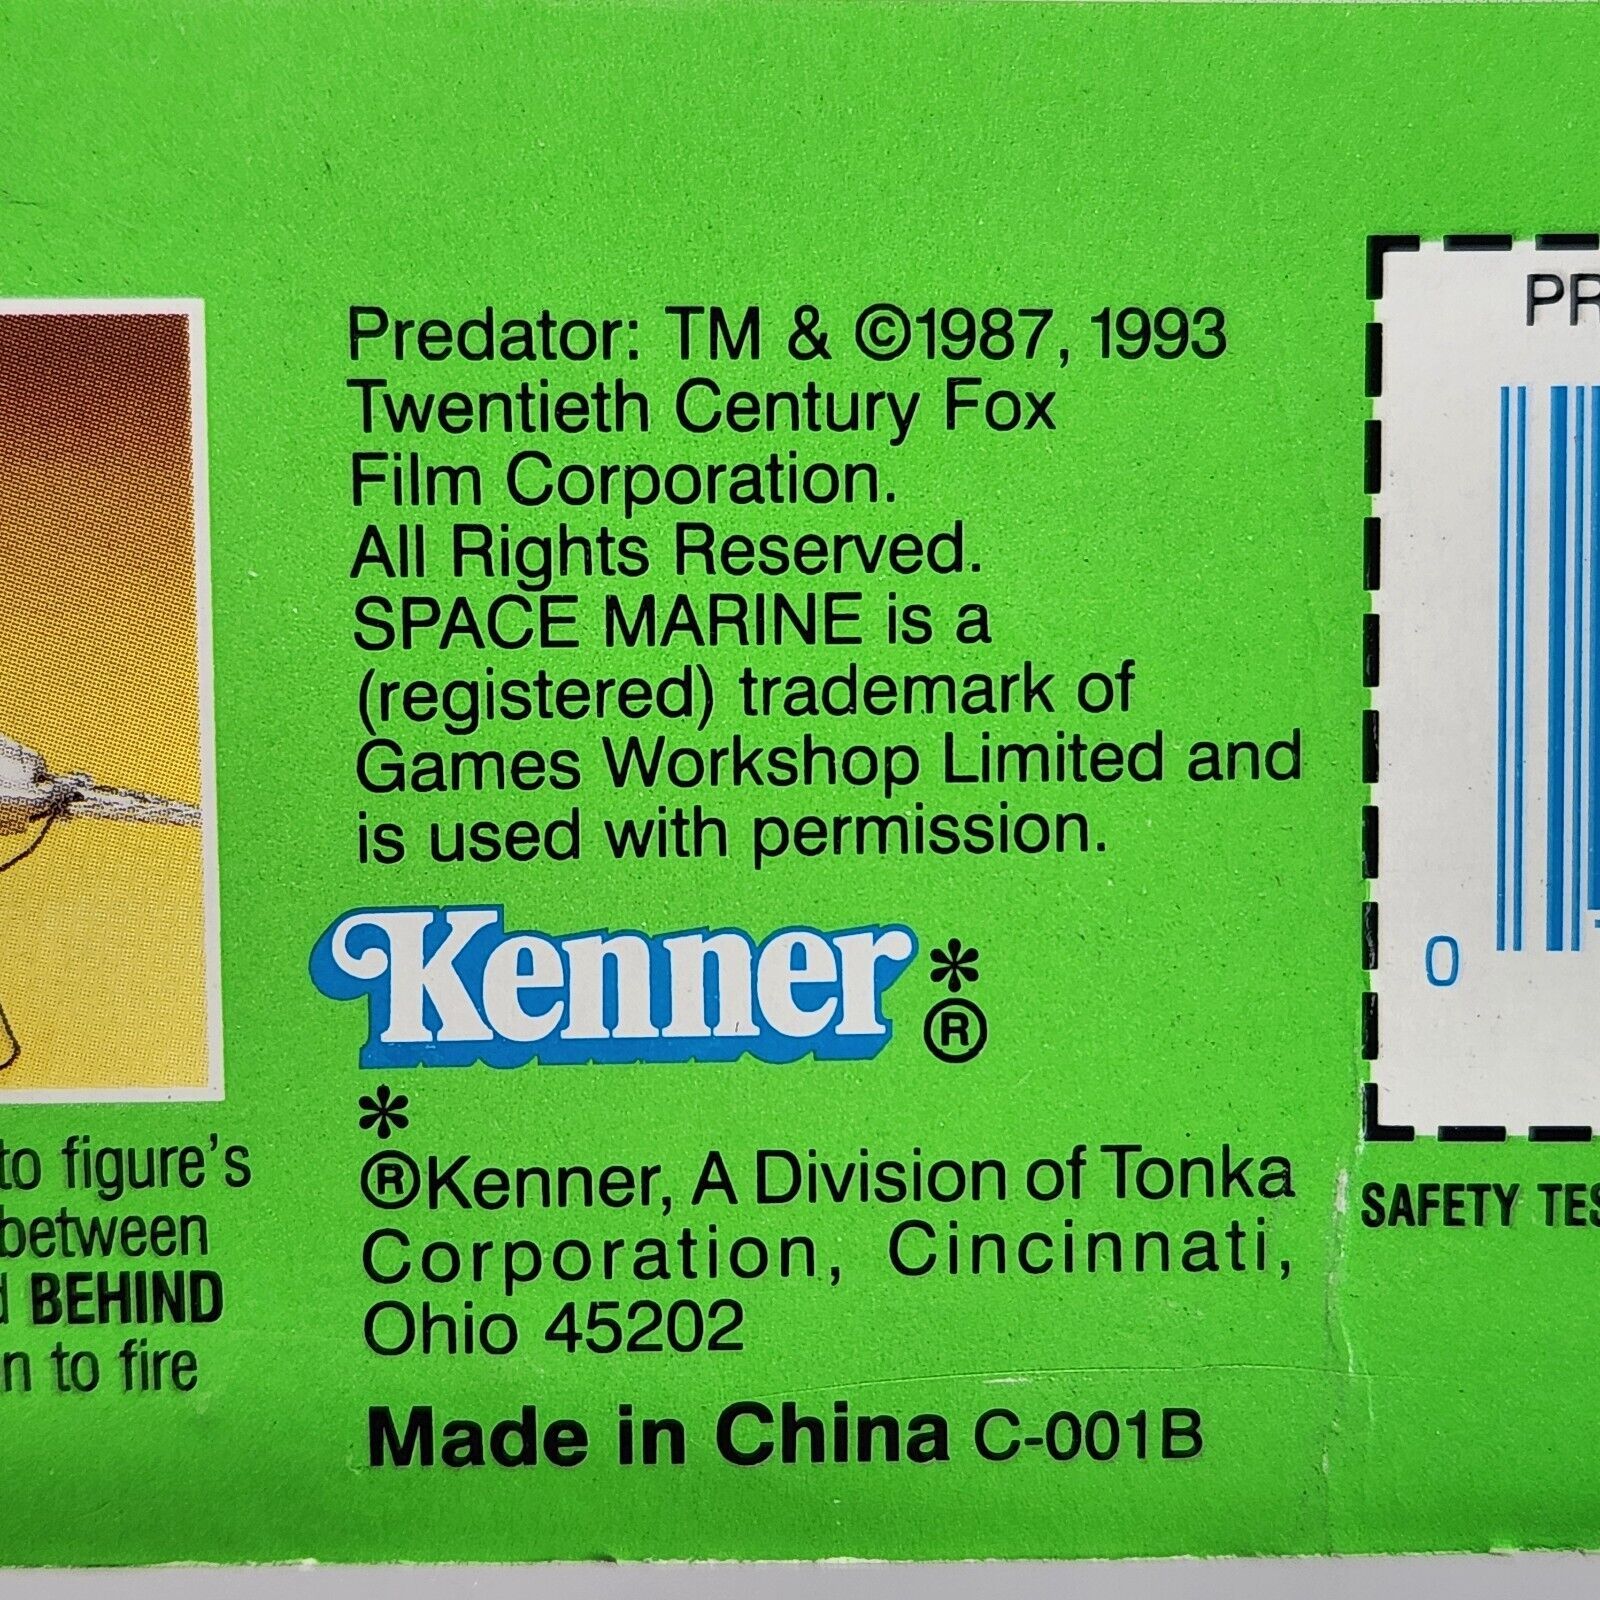 Predator: TM & ©1987, 1993
Twentieth Century Fox
Film Corporation.
All Rights Reserved.
SPACE MARINE is a
(registered) trademark of
Games Workshop Limited and
is used with permission.
Kenner*®
*
®Kenner, A Division of Tonka
Corporation, Cincinnati,
Ohio 45202
Made in China C-001B
to figure's
between
BEHIND
to fire
0
SAFETY